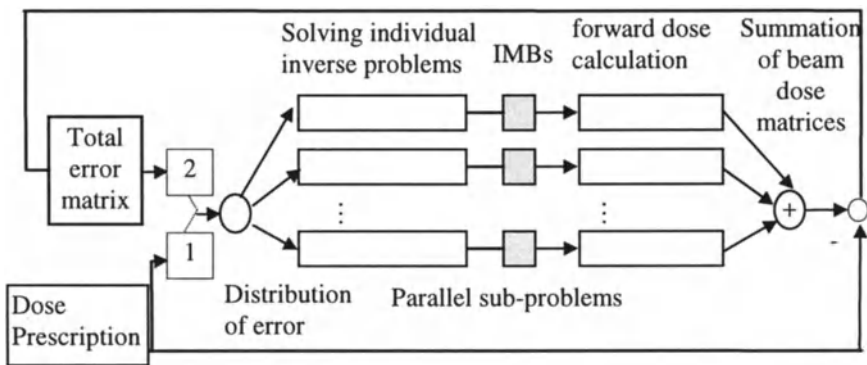 Solving individual
inverse problems
IMBs
forward dose
calculation
Summation
of beam
dose
matrices
Total
error
matrix
2
1
⋮
⋮
+
-
Distribution
of error
Parallel sub-problems
Dose
Prescription